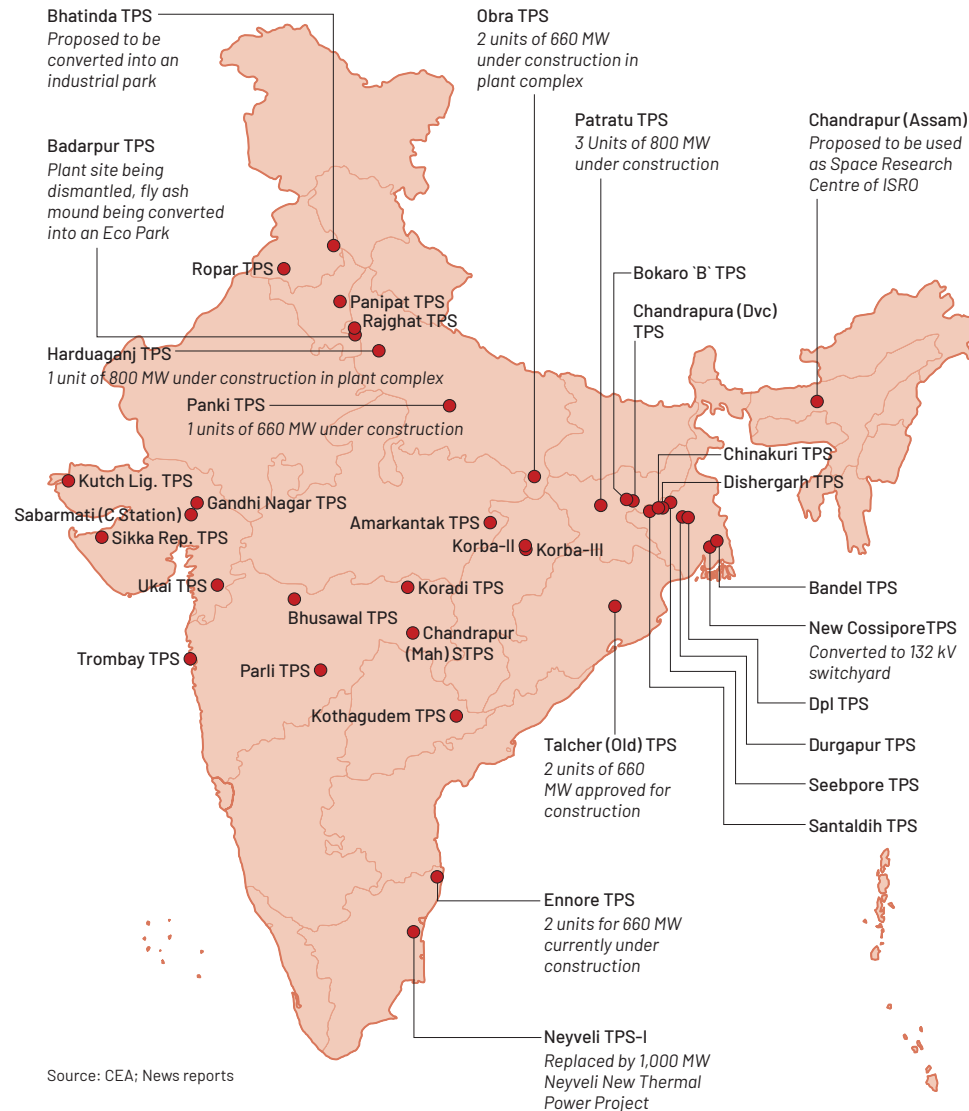 Bhatinda TPS
Proposed to be
converted into an
industrial park
Obra TPS
2 units of 660 MW
under construction in
plant complex
Patratu TPS
3 Units of 800 MW
under construction
Chandrapur (Assam)
Proposed to be used
as Space Research
Centre of ISRO
Badarpur TPS
Plant site being
dismantled, fly ash
mound being converted
into an Eco Park
Ropar TPS
Panipat TPS
Rajghat TPS
Bokaro `B` TPS
Chandrapura (Dvc)
TPS
Harduaganj TPS
1 unit of 800 MW under construction in plant complex
Panki TPS
1 units of 660 MW under construction
Chinakuri TPS
Dishergarh TPS
Kutch Lig. TPS
Gandhi Nagar TPS
Sabarmati (C Station)
Sikka Rep. TPS
Amarkantak TPS
Korba-II
Korba-III
Ukai TPS
Koradi TPS
Bhusawal TPS
Chandrapur
(Mah) STPS
Trombay TPS
Parli TPS
Kothagudem TPS
Bandel TPS
New CossiporeTPS
Converted to 132 kV
switchyard
Dpl TPS
Durgapur TPS
Seebpore TPS
Santaldih TPS
Talcher (Old) TPS
2 units of 660
MW approved for
construction
Ennore TPS
2 units for 660 MW
currently under
construction
Neyveli TPS-I
Replaced by 1,000 MW
Neyveli New Thermal
Power Project
Source: CEA; News reports